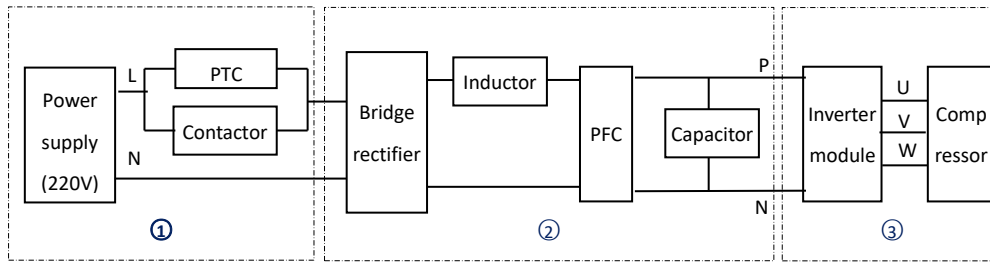 L
PTC
Contactor
Power
supply
(220V)
N
①
Bridge
rectifier
Inductor
PFC
Capacitor
P
N
②
Inverter
module
U
V
W
Comp
ressor
③